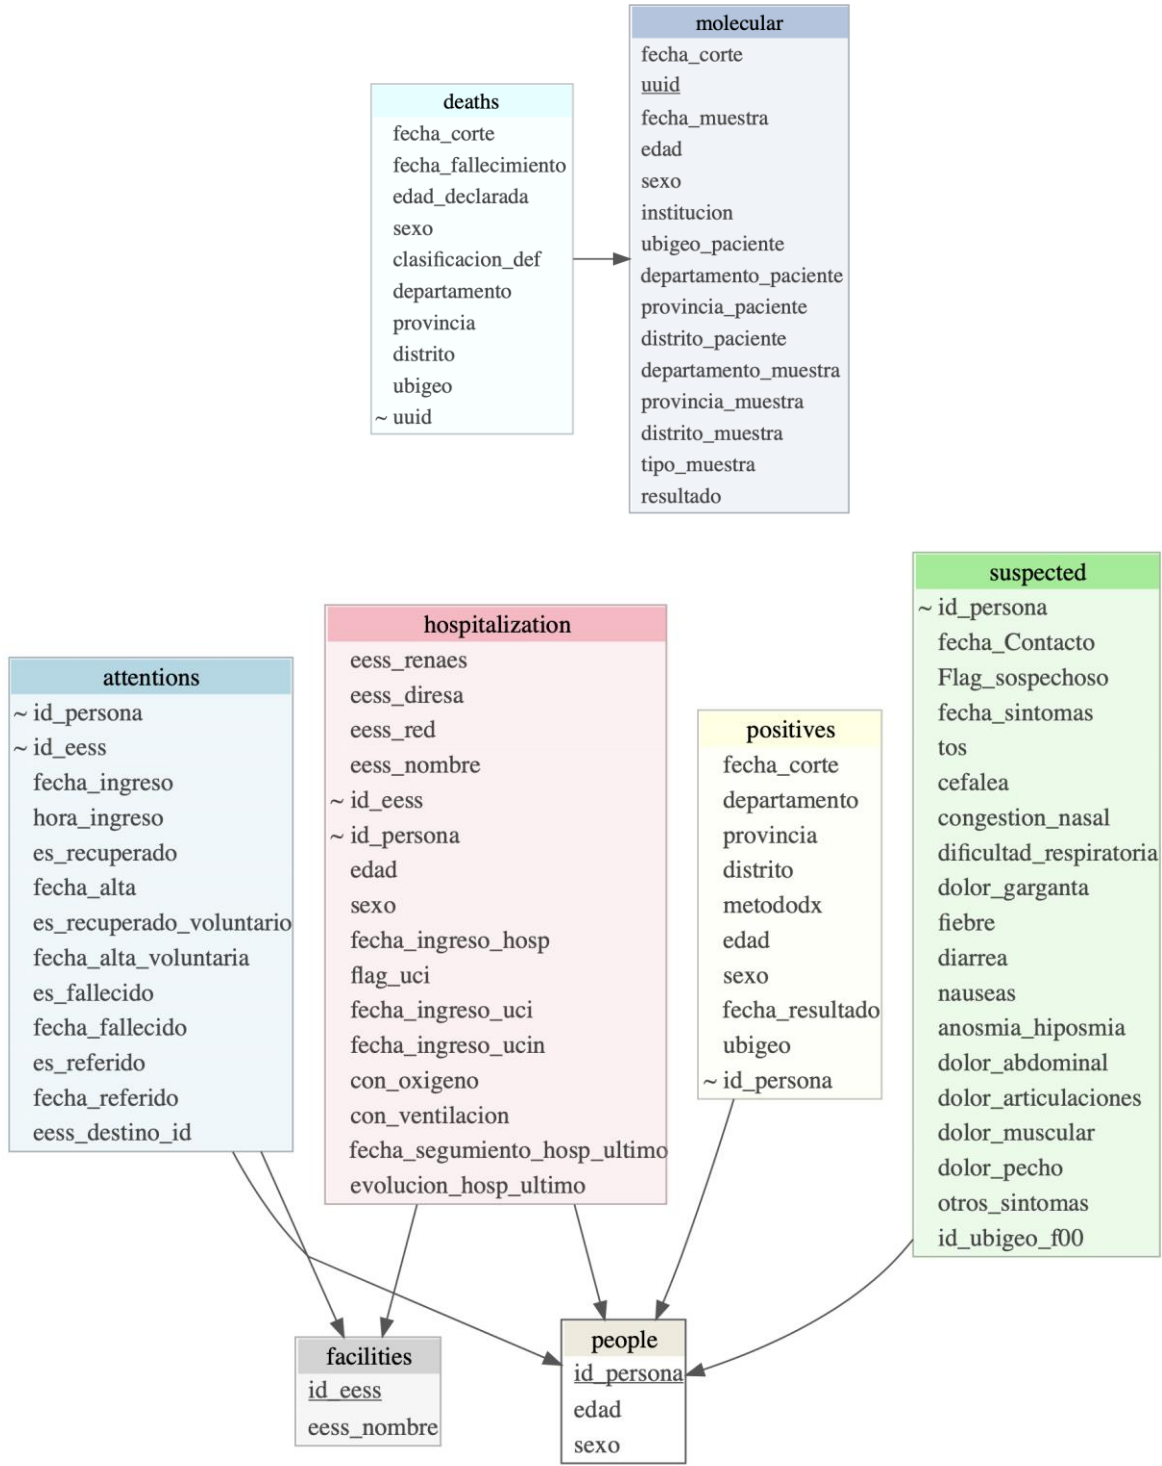 molecular
fecha_corte
uuid
fecha_muestra
edad
sexo
institucion
ubigeo_paciente
departamento_paciente
provincia_paciente
distrito_paciente
departamento_muestra
provincia_muestra
distrito_muestra
tipo_muestra
resultado
deaths
fecha_corte
fecha_fallecimiento
edad_declarada
sexo
clasificacion_def
departamento
provincia
distrito
ubigeo
~ uuid
attentions
~ id_persona
~ id_eess
fecha_ingreso
hora_ingreso
es_recuperado
fecha_alta
es_recuperado_voluntario
fecha_alta_voluntaria
es_fallecido
fecha_fallecido
es_referido
fecha_referido
eess_destino_id
hospitalization
eess_renaes
eess_diresa
eess_red
eess_nombre
~ id_eess
~ id_persona
edad
sexo
fecha_ingreso_hosp
flag_uci
fecha_ingreso_uci
fecha_ingreso_ucin
con_oxigeno
con_ventilacion
fecha_segumiento_hosp_ultimo
evolucion_hosp_ultimo
positives
fecha_corte
departamento
provincia
distrito
metododx
edad
sexo
fecha_resultado
ubigeo
~ id_persona
suspected
~ id_persona
fecha_Contacto
Flag_sospechoso
fecha_sintomas
tos
cefalea
congestion_nasal
dificultad_respiratoria
dolor_garganta
fiebre
diarrea
nauseas
anosmia_hiposmia
dolor_abdominal
dolor_articulaciones
dolor_muscular
dolor_pecho
otros_sintomas
id_ubigeo_f00
facilities
id_eess
eess_nombre
people
id_persona
edad
sexo